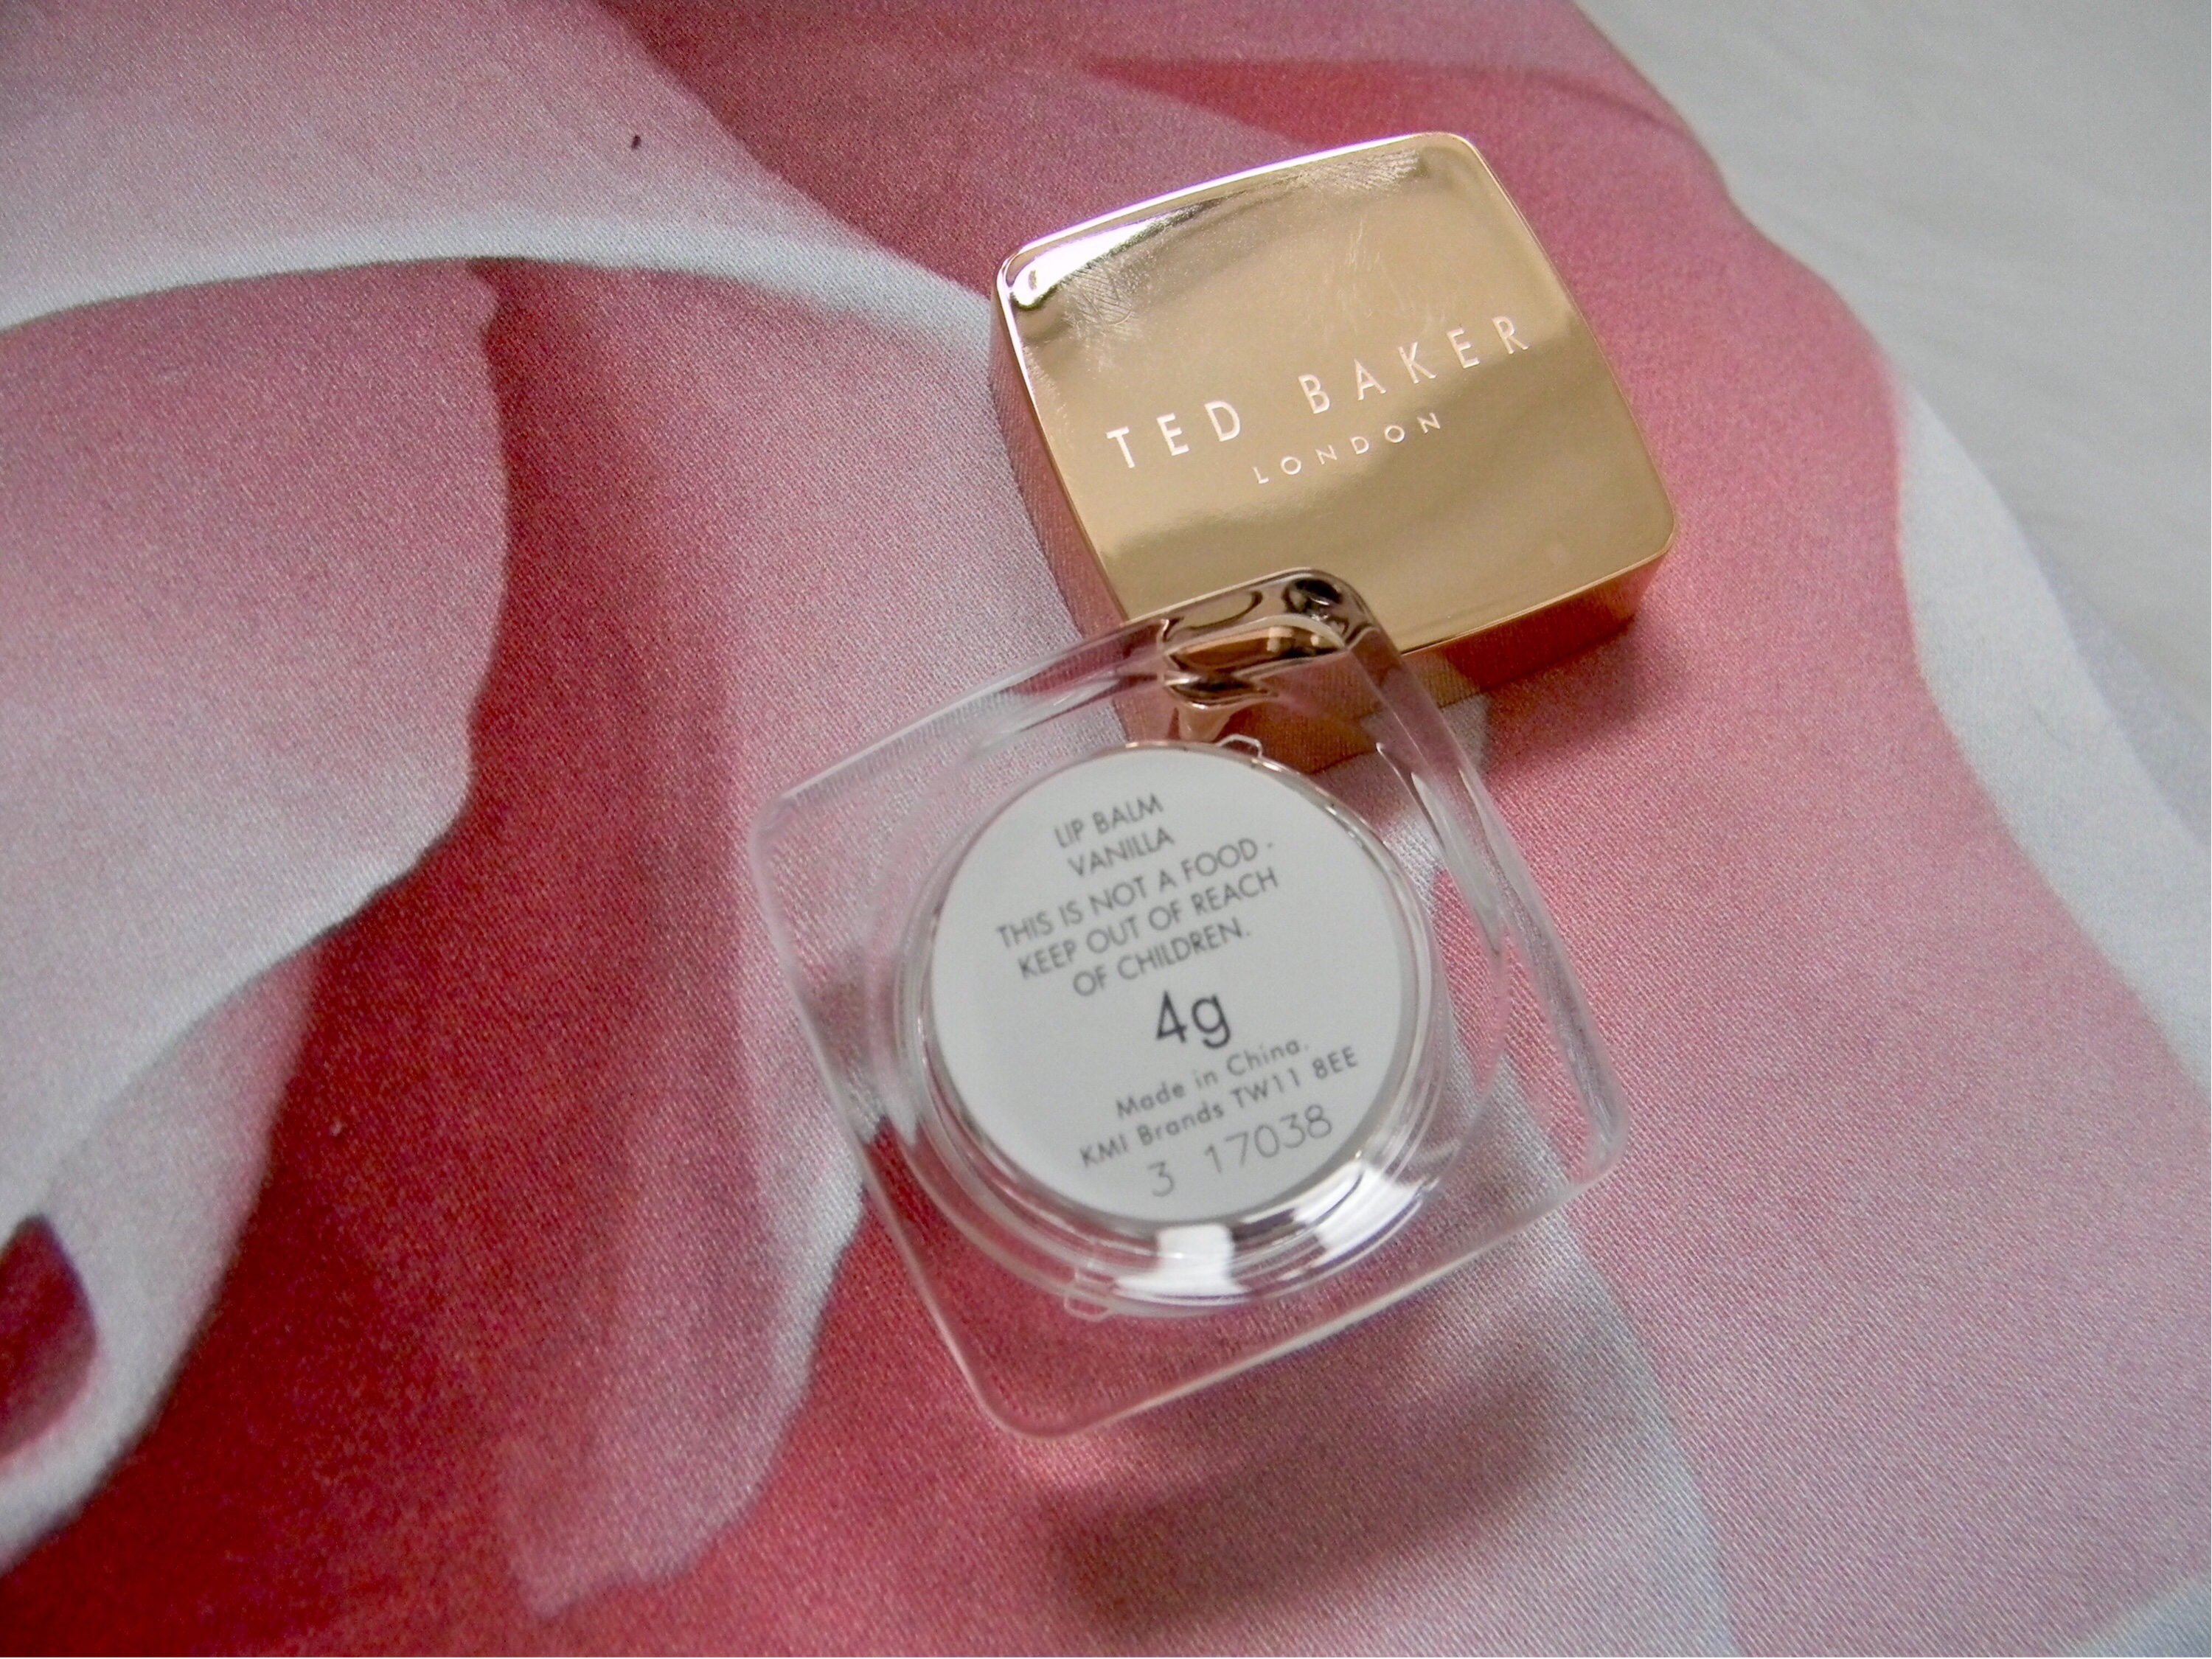 TED BAKER
LONDON
LIP BALM
VANILLA
THIS IS NOT A FOOD .
KEEP OUT OF REACH
OF CHILDREN.
4g
Made in China.
KMI Brands TW11 8EE
3 17038